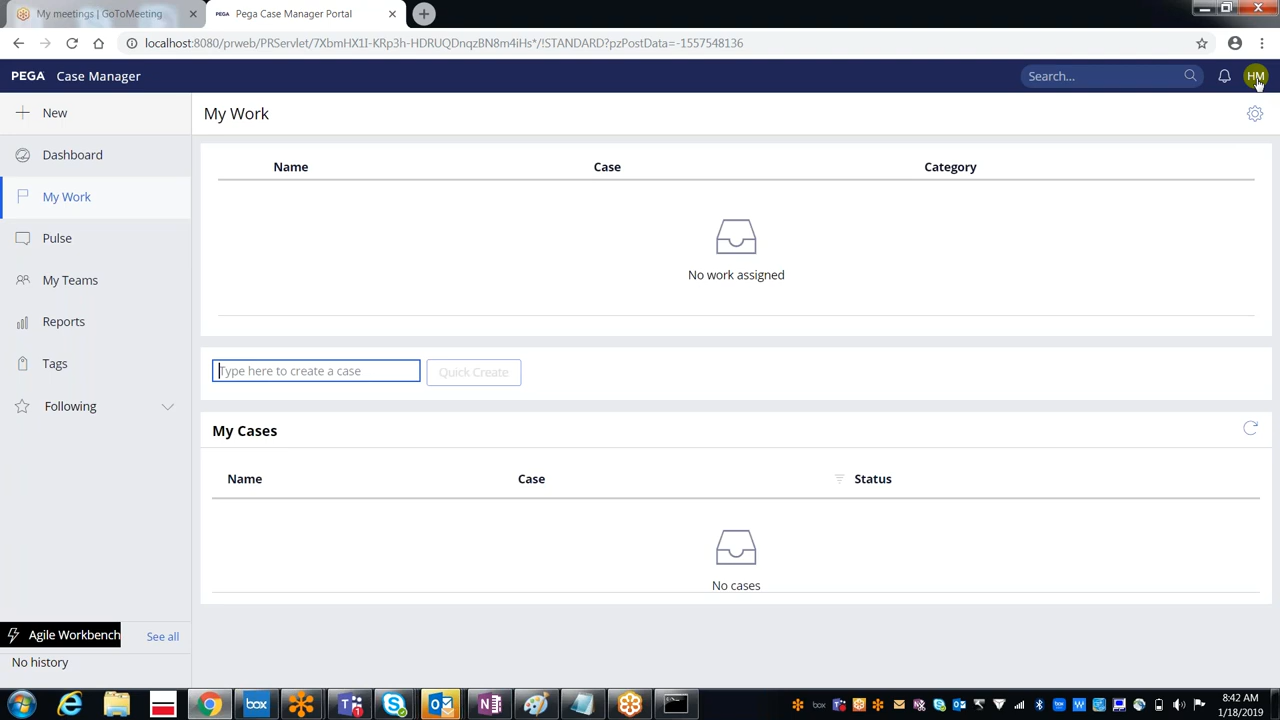 My meetings | GoToMeeting
Pega Case Manager Portal
localhost:8080/prweb/PRServlet/7XbmHX1I-KRp3h-HDRUQDnqzBN8m4iHs*/!STANDARD?pzPostData=-1557548136
PEGA Case Manager
Search...
HM
New
My Work
Dashboard
Name Case Category
My Work
Pulse
No work assigned
My Teams
Reports
Tags
Type here to create a case
Quick Create
Following
My Cases
Name Case Status
No cases
Agile Workbench See all
No history
box
box
8:42 AM
1/18/2019